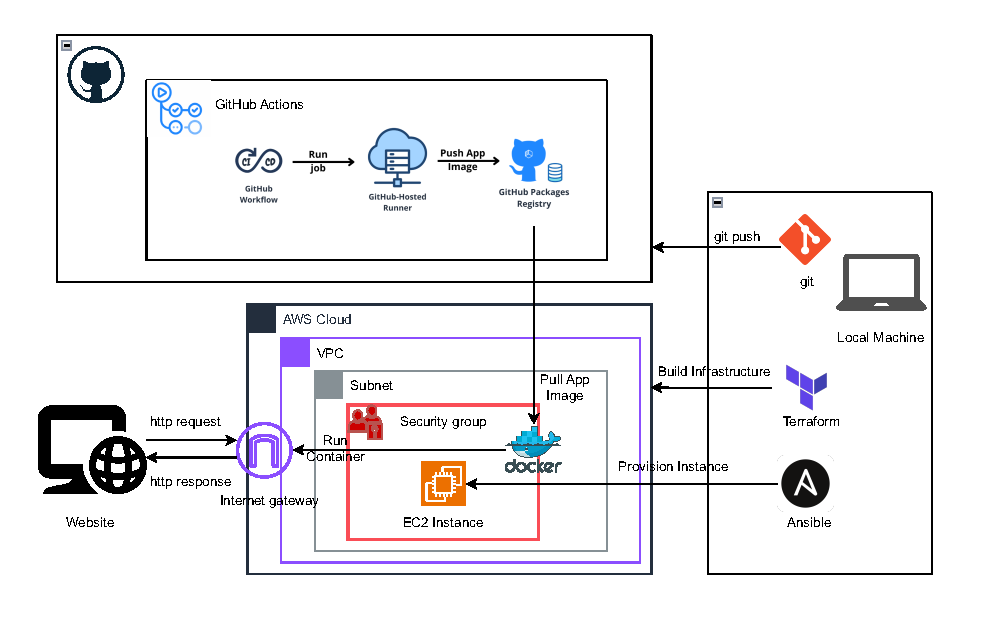 GitHub Actions
CI CD
Run
job
Push App
Image
GitHub
Workflow
GitHub-Hosted
Runner
GitHub Packages
Registry
git push
git
Local Machine
AWS Cloud
VPC
Subnet
Pull App
Image
Build Infrastructure
Terraform
http request
Security group
Run
Container
docker
Provision Instance
http response
Internet gateway
Website
EC2 Instance
Ansible